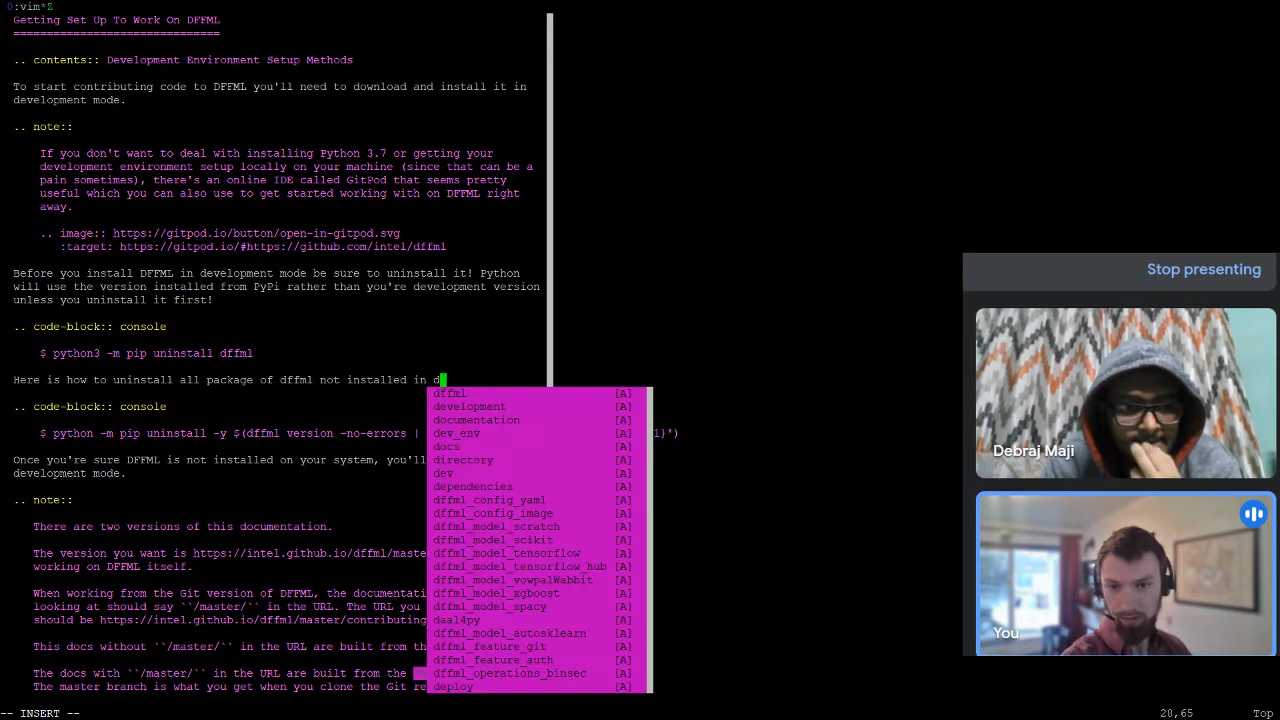 0:vim*Z
Getting Set Up To Work On DFFML
===============================
.. contents:: Development Environment Setup Methods
To start contributing code to DFFML you'll need to download and install it in
development mode.
.. note::
If you don't want to deal with installing Python 3.7 or getting your
development environment setup locally on your machine (since that can be a
pain sometimes), there's an online IDE called GitPod that seems pretty
useful which you can also use to get started working with on DFFML right
away.
.. image:: https://gitpod.io/button/open-in-gitpod.svg
:target: https://gitpod.io/#https://github.com/intel/dffml
Before you install DFFML in development mode be sure to uninstall it! Python
will use the version installed from PyPi rather than you're development version
unless you uninstall it first!
.. code-block:: console
$ python3 -m pip uninstall dffml
Here is how to uninstall all package of dffml not installed in d
.. code-block:: console
$ python -m pip uninstall -y $(dffml version -no-errors | 1}')
Once you're sure DFFML is not installed on your system, you'll
development mode.
.. note::
There are two versions of this documentation.
The version you want is https://intel.github.io/dffml/maste
working on DFFML itself.
When working from the Git version of DFFML, the documentati
looking at should say ``/master/`` in the URL. The URL you
should be https://intel.github.io/dffml/master/contributing
This docs without ``/master/`` in the URL are built from th
The docs with ``/master/`` in the URL are built from the
The master branch is what you get when you clone the Git re
dffml [A]
development [A]
documentation [A]
dev_env [A]
docs [A]
directory [A]
dev [A]
dependencies [A]
dffml_config_yaml [A]
dffml_config_image [A]
dffml_model_scratch [A]
dffml_model_scikit [A]
dffml_model_tensorflow [A]
dffml_model_tensorflow_hub [A]
dffml_model_vowpalWabbit [A]
dffml_model_xgboost [A]
dffml_model_spacy [A]
daal4py [A]
dffml_model_autosklearn [A]
dffml_feature_git [A]
dffml_feature_auth [A]
dffml_operations_binsec [A]
deploy [A]
-- INSERT -- 28,65 Top
Stop presenting
Debraj Maji
You